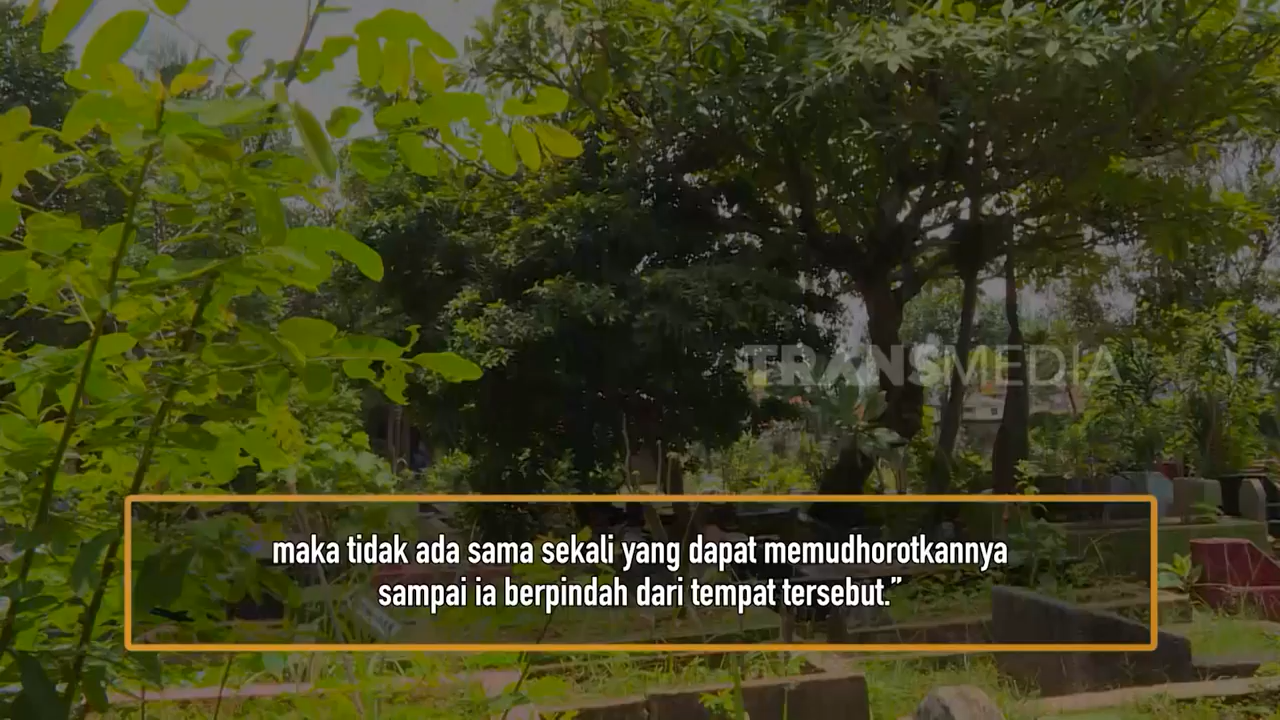 TRANSMEDIA
maka tidak ada sama sekali yang dapat memudhorotkannya
sampai ia berpindah dari tempat tersebut.”